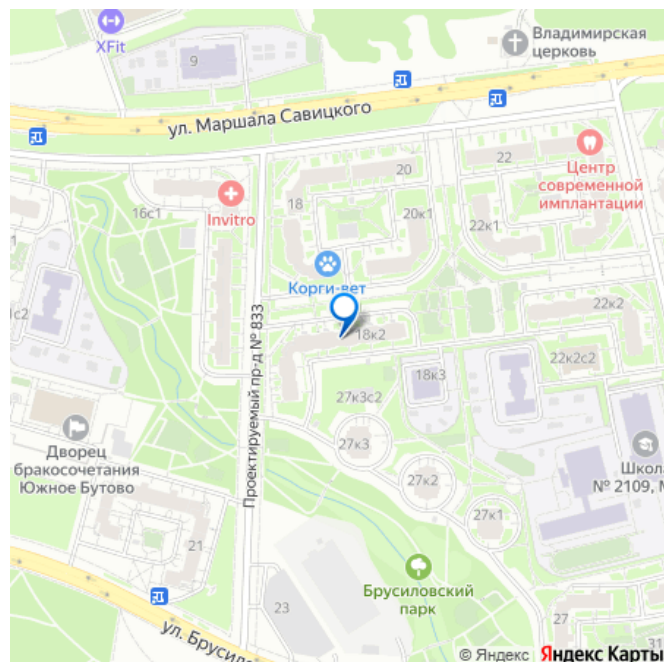 XFit
9
Владимирская
церковь
ул. Маршала Савицкого
20
22
Центр
современной
имплантации
16с1
Invitro
18
20к1
22к1
Корги-вет
22к2
Проектируемый пр-д № 833
18к2
22к2с2
18к3
27к3с2
Дворец
бракосочетания
Южное Бутово
27к3
27к2
Школа
№ 2109, М
27к1
21
Брусиловский
парк
23
27
31
ул. Брусил
© Яндекс Яндекс Карты